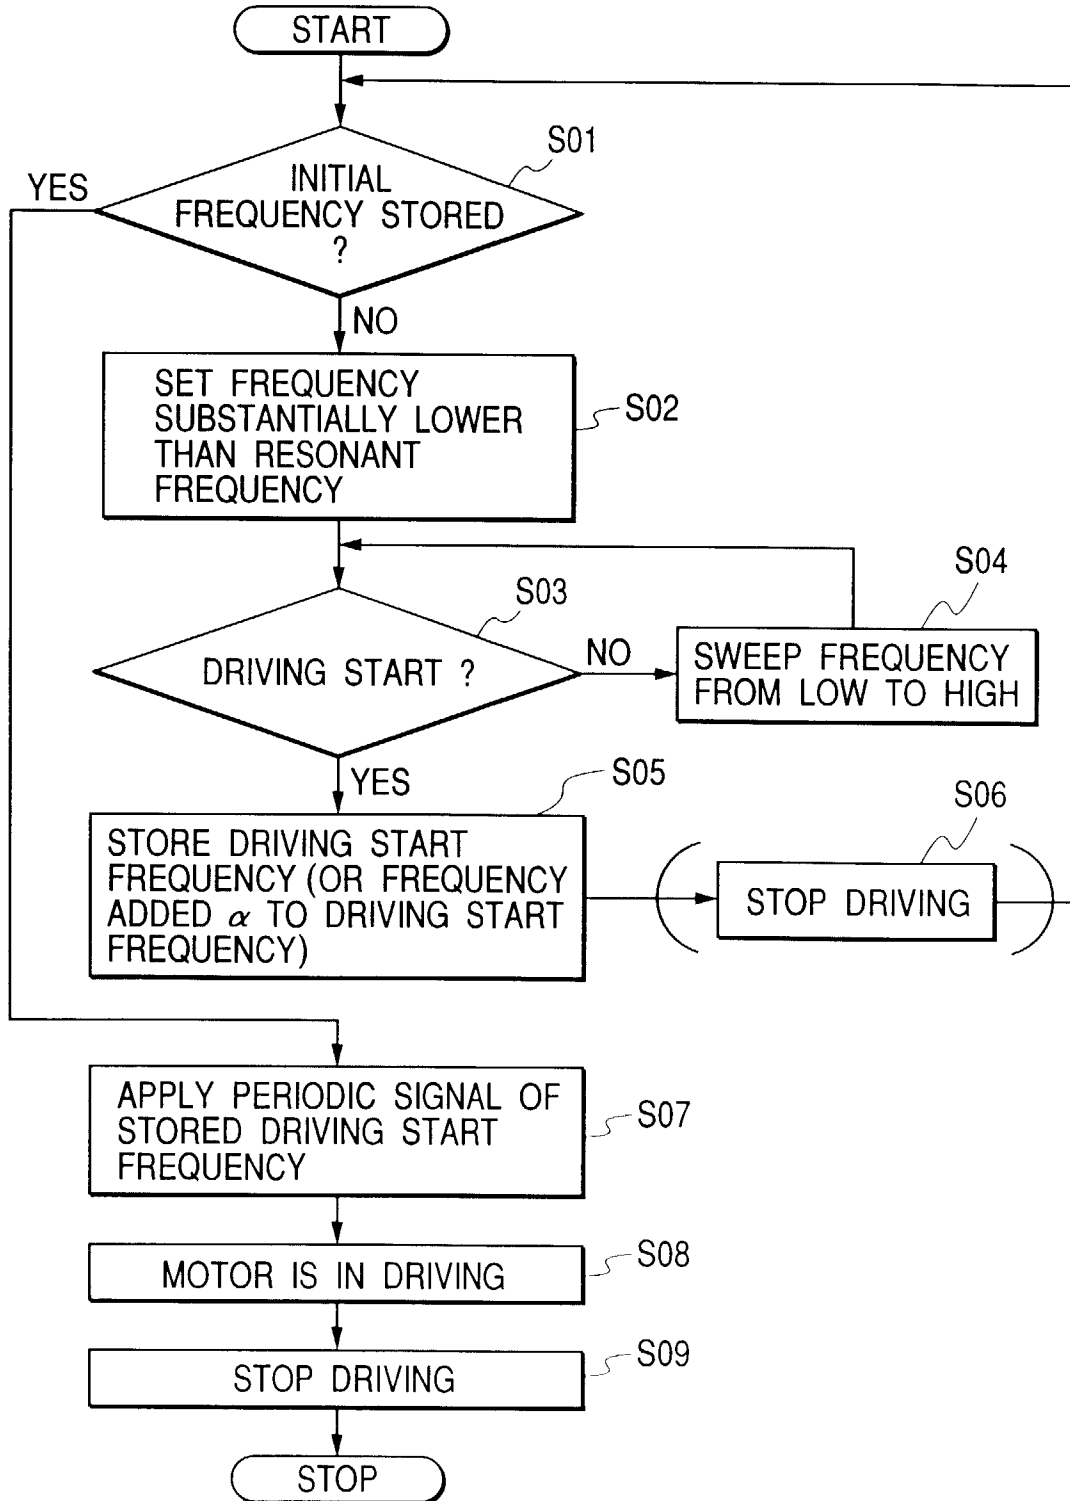 START
S01
YES
INITIAL
FREQUENCY STORED
?
NO
SET FREQUENCY
SUBSTANTIALLY LOWER
THAN RESONANT
FREQUENCY
S02
S04
S03
DRIVING START ?
NO
SWEEP FREQUENCY
FROM LOW TO HIGH
YES
S05
S06
STORE DRIVING START
FREQUENCY (OR FREQUENCY
ADDED α TO DRIVING START
FREQUENCY)
( STOP DRIVING )
APPLY PERIODIC SIGNAL OF
STORED DRIVING START
FREQUENCY
S07
MOTOR IS IN DRIVING
S08
STOP DRIVING
S09
STOP